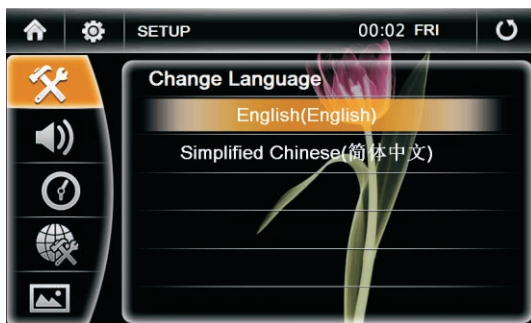 SETUP 00:02 FRI
Change Language
English(English)
Simplified Chinese(简体中文)